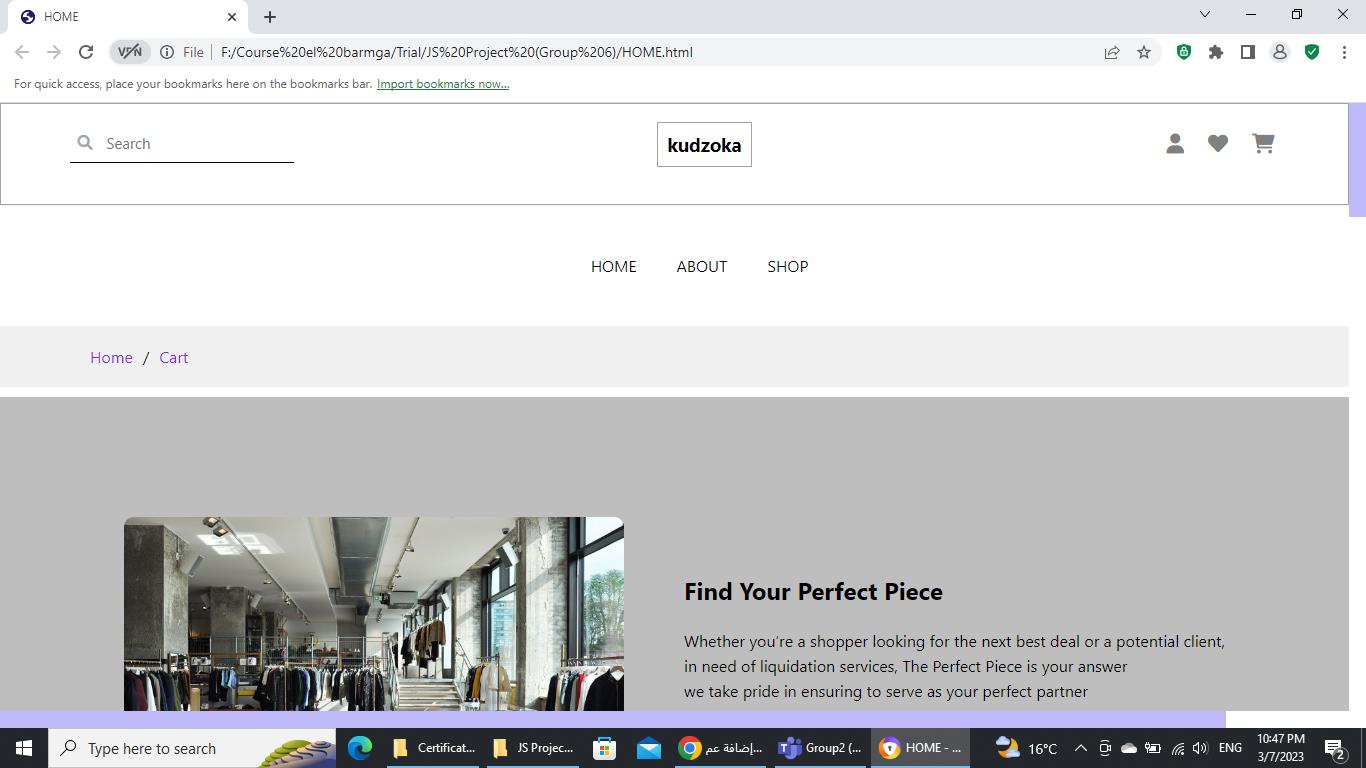 HOME
VPN
File
F:/Course%20el%20barmga/Trial/JS%20Project%20(Group%206)/HOME.html
For quick access, place your bookmarks here on the bookmarks bar. Import bookmarks now...
Search
kudzoka
HOME ABOUT SHOP
Home / Cart
Find Your Perfect Piece
Whether you're a shopper looking for the next best deal or a potential client,
in need of liquidation services, The Perfect Piece is your answer
we take pride in ensuring to serve as your perfect partner
Type here to search
Certificat...
JS Projec...
إضافة عم...
Group2 (...
HOME - ...
16°C
ENG
10:47 PM
3/7/2023
2